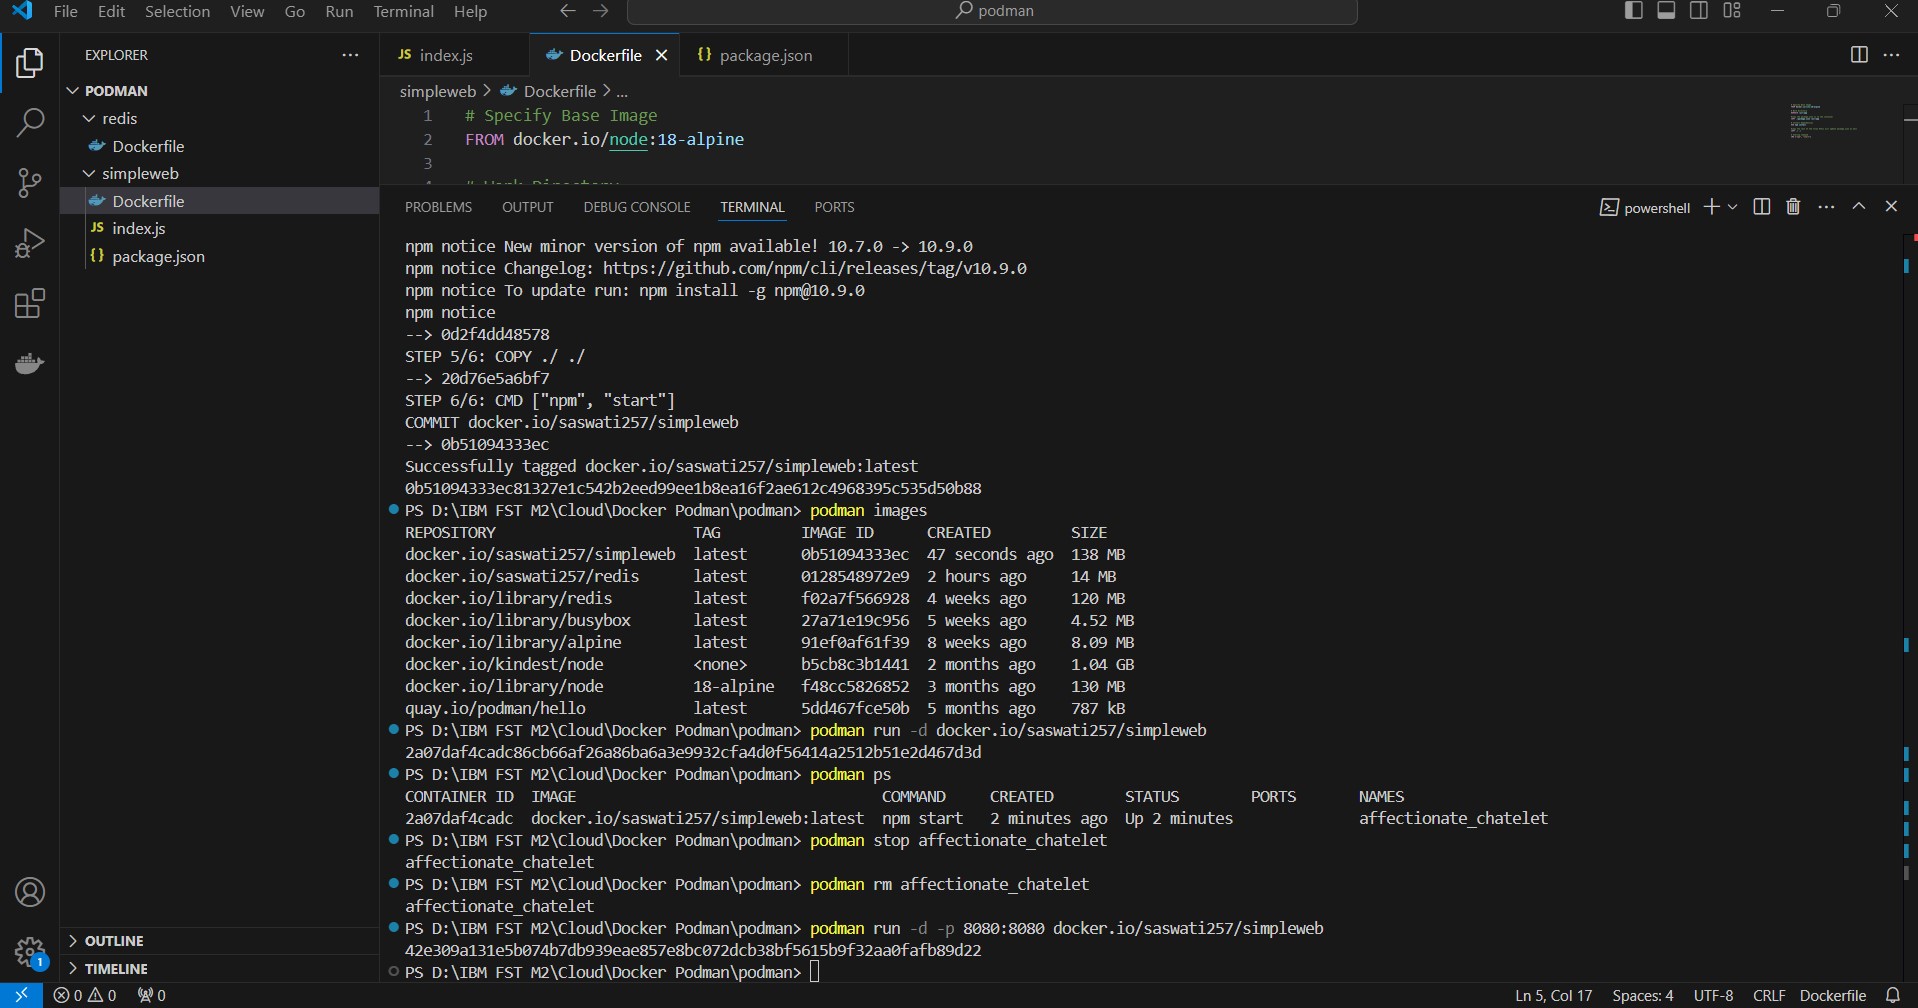 File Edit Selection View Go Run Terminal Help
podman
EXPLORER
PODMAN
redis
Dockerfile
simpleweb
Dockerfile
index.js
package.json
OUTLINE
TIMELINE
JS index.js
Dockerfile
{} package.json
simpleweb > Dockerfile > ...
1 # Specify Base Image
2 FROM docker.io/node:18-alpine
3
4 # Work Directory
PROBLEMS OUTPUT DEBUG CONSOLE TERMINAL PORTS
powershell
npm notice New minor version of npm available! 10.7.0 -> 10.9.0
npm notice Changelog: https://github.com/npm/cli/releases/tag/v10.9.0
npm notice To update run: npm install -g npm@10.9.0
npm notice
--> 0d2f4dd48578
STEP 5/6: COPY ./ ./
--> 20d76e5a6bf7
STEP 6/6: CMD ["npm", "start"]
COMMIT docker.io/saswati257/simpleweb
--> 0b51094333ec
Successfully tagged docker.io/saswati257/simpleweb:latest
0b51094333ec81327e1c542b2eed99ee1b8ea16f2ae612c4968395c535d50b88
PS D:\IBM FST M2\Cloud\Docker Podman\podman> podman images
REPOSITORY TAG IMAGE ID CREATED SIZE
docker.io/saswati257/simpleweb latest 0b51094333ec 47 seconds ago 138 MB
docker.io/saswati257/redis latest 0128548972e9 2 hours ago 14 MB
docker.io/library/redis latest f02a7f566928 4 weeks ago 120 MB
docker.io/library/busybox latest 27a71e19c956 5 weeks ago 4.52 MB
docker.io/library/alpine latest 91ef0af61f39 8 weeks ago 8.09 MB
docker.io/kindest/node <none> b5cb8c3b1441 2 months ago 1.04 GB
docker.io/library/node 18-alpine f48cc5826852 3 months ago 130 MB
quay.io/podman/hello latest 5dd467fce50b 5 months ago 787 kB
PS D:\IBM FST M2\Cloud\Docker Podman\podman> podman run -d docker.io/saswati257/simpleweb
2a07daf4cadc86cb66af26a86ba6a3e9932cfa4d0f56414a2512b51e2d467d3d
PS D:\IBM FST M2\Cloud\Docker Podman\podman> podman ps
CONTAINER ID IMAGE COMMAND CREATED STATUS PORTS NAMES
2a07daf4cadc docker.io/saswati257/simpleweb:latest npm start 2 minutes ago Up 2 minutes affectionate_chatelet
PS D:\IBM FST M2\Cloud\Docker Podman\podman> podman stop affectionate_chatelet
affectionate_chatelet
PS D:\IBM FST M2\Cloud\Docker Podman\podman> podman rm affectionate_chatelet
affectionate_chatelet
PS D:\IBM FST M2\Cloud\Docker Podman\podman> podman run -d -p 8080:8080 docker.io/saswati257/simpleweb
42e309a131e5b074b7db939eae857e8bc072dcb38bf5615b9f32aa0fafb89d22
PS D:\IBM FST M2\Cloud\Docker Podman\podman>
1
0 0 0
Ln 5, Col 17 Spaces: 4 UTF-8 CRLF Dockerfile